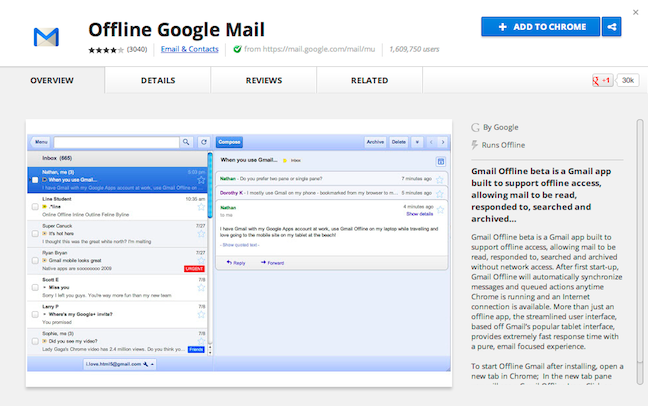 Offline Google Mail
(3040)
Email & Contacts
from https://mail.google.com/mail/mu
1,609,750 users
+ ADD TO CHROME
OVERVIEW
DETAILS
REVIEWS
RELATED
+1
30k
Menu
Inbox (665)
Nathan, me (3)
When you use Gmail...
I have Gmail with my Google Apps account at work, use Gmail Offline on
Line Student
10:35 am
Online Offline Inline Outline Feline Byline
Super Canuck
7/27
It's hot here
I thought this was the great white north? I'm melting
Ryan Bryan
7/27
Gmail mobile looks great
Native apps are soooooooo 2009
URGENT
Scott E
7/8
Miss you
Sorry I left you guys. You're way more fun than my new team
Larry P
7/8
Where's my Google+ invite?
You promised
Sophie, me (3)
7/8
Did you see my video?
Lady Gaga's Chrome video has 2.4 million views. Do you think yo
Friends
i.love.html5@gmail.com
Compose
Archive
Delete
When you use Gmail...
Inbox
Nathan - Do you prefer two pane or single pane?
7 minutes ago
Dorothy K - I mostly use Gmail on my phone - bookmarked from my browser to m...
5 minutes ago
Nathan
4 minutes ago
to me
Show details
I have Gmail with my Google Apps account at work, use Gmail Offline on my laptop while traveling and
love going to the mobile site on my tablet at the beach!
- Show quoted text -
Reply
Forward
By Google
Runs Offline
Gmail Offline beta is a Gmail app
built to support offline access,
allowing mail to be read,
responded to, searched and
archived...
Gmail Offline beta is a Gmail app built to
support offline access, allowing mail to be
read, responded to, searched and archived
without network access. After first start-up,
Gmail Offline will automatically synchronize
messages and queued actions anytime
Chrome is running and an Internet
connection is available. More than just an
offline app, the streamlined user interface,
based off Gmail's popular tablet interface,
provides extremely fast response time with
a pure, email focused experience.
To start Gmail Offline after installing, open a
new tab in Chrome; In the new tab pane